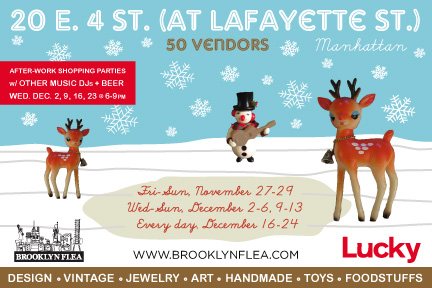 20 E. 4 ST. (AT LAFAYETTE ST.)
50 VENDORS
Manhattan
AFTER-WORK SHOPPING PARTIES
w/ OTHER MUSIC DJs + BEER
WED. DEC. 2, 9, 16, 23 @ 6-9PM
Fri-Sun, November 27-29
Wed-Sun, December 2-6, 9-13
Every day, December 16-24
BROOKLYN FLEA
WWW.BROOKLYNFLEA.COM
Lucky
DESIGN • VINTAGE • JEWELRY • ART • HANDMADE • TOYS • FOODSTUFFS